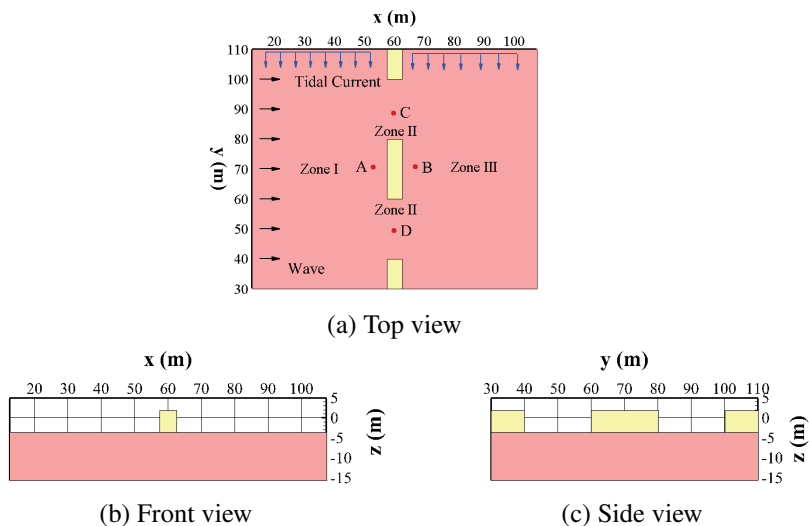 x (m)
20 30 40 50 60 70 80 90 100
110
100
90
80
70
60
50
40
30
y (m)
Tidal Current
C
Zone II
Zone I
A
B
Zone III
Zone II
D
Wave
(a) Top view
x (m)
20 30 40 50 60 70 80 90 100
5
0
-5
-10
-15
z (m)
(b) Front view
y (m)
30 40 50 60 70 80 90 100 110
5
0
-5
-10
-15
z (m)
(c) Side view